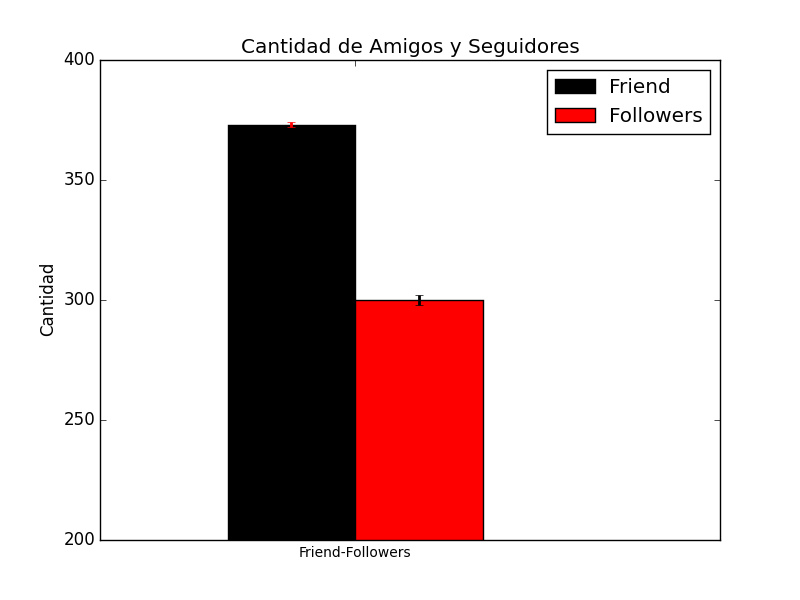 Cantidad de Amigos y Seguidores
400
350
300
250
200
Cantidad
Friend
Followers
Friend-Followers